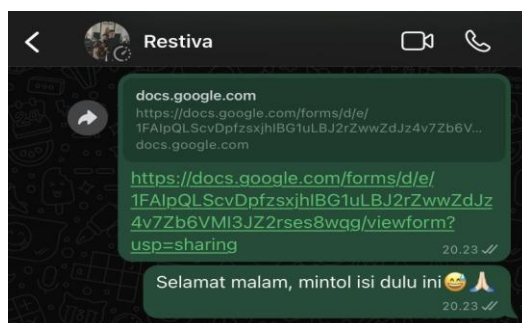 Restiva
docs.google.com
https://docs.google.com/forms/d/e/
1FAIpQLScvDpfzsxjhIBG1uLBJ2rZwwZdJz4v7Zb6V...
docs.google.com
https://docs.google.com/forms/d/e/
1FAIpQLScvDpfzsxjhIBG1uLBJ2rZwwZdJz
4v7Zb6VMI3JZ2rses8wqg/viewform?
usp=sharing
20.23
Selamat malam, mintol isi dulu ini😅🙏🏻
20.23